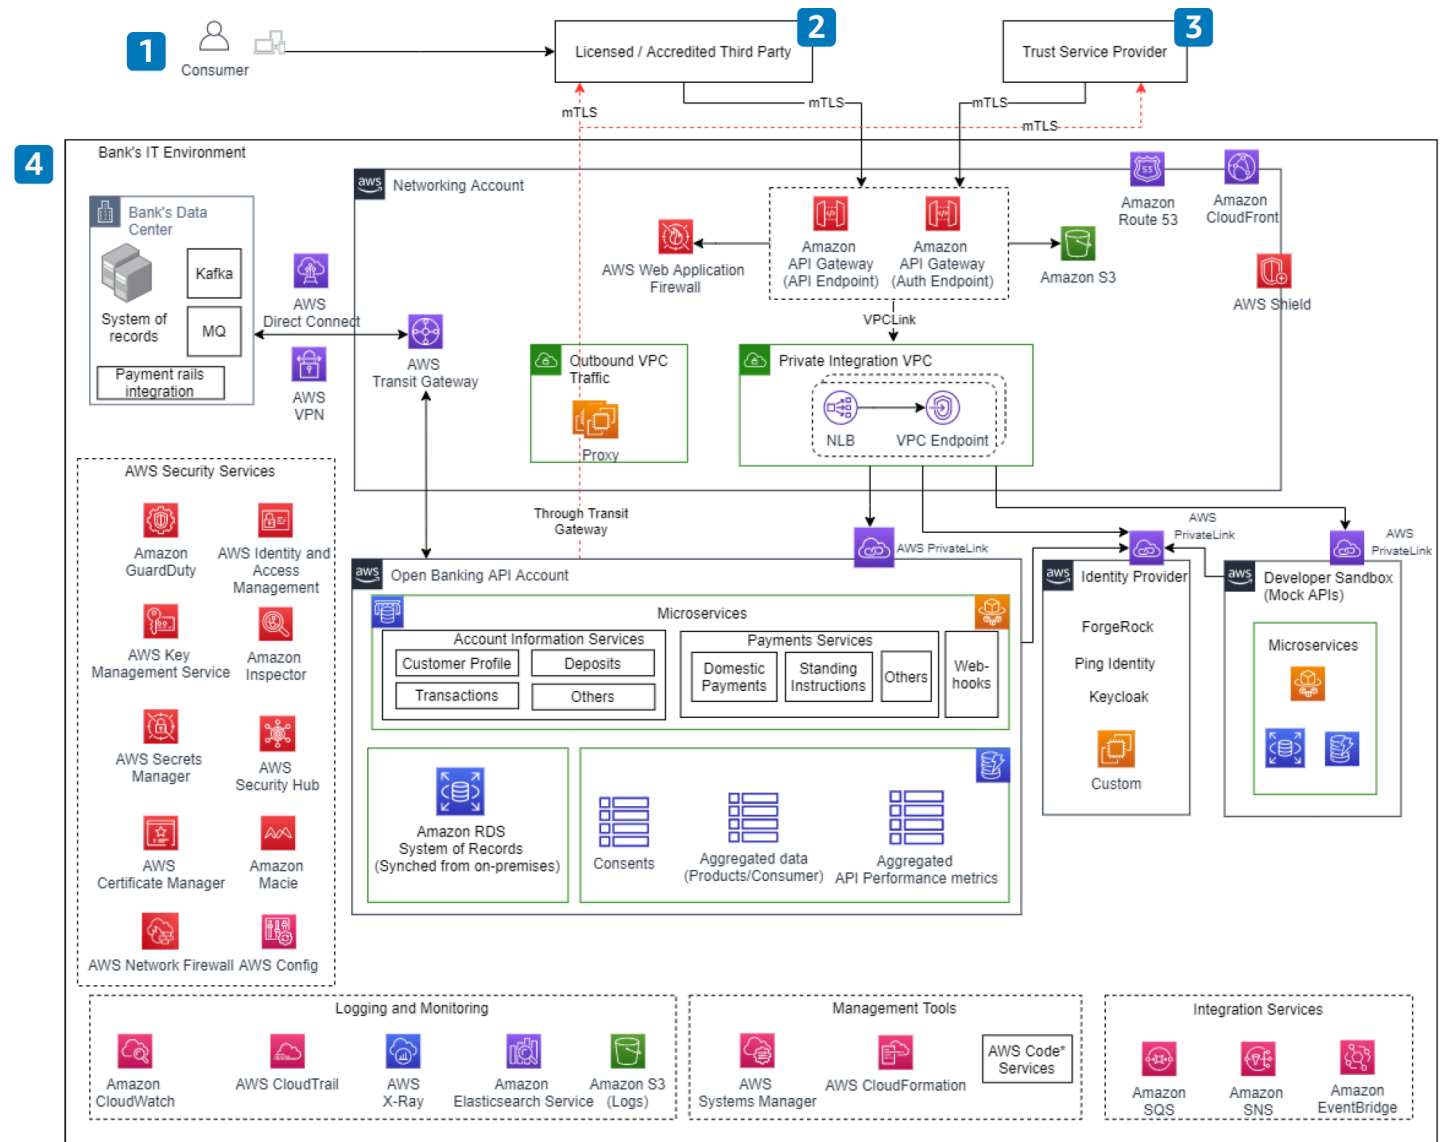 1
Consumer
Licensed / Accredited Third Party
2
Trust Service Provider
3
mTLS
mTLS
mTLS
mTLS
4
Bank's IT Environment
Bank's Data
Center
System of
records
Kafka
MQ
Payment rails
integration
AWS
Direct Connect
AWS
VPN
aws
Networking Account
AWS
Transit Gateway
AWS Web Application
Firewall
Amazon
API Gateway
(API Endpoint)
Amazon
API Gateway
(Auth Endpoint)
Amazon S3
53
Amazon
Route 53
Amazon
CloudFront
AWS Shield
VPCLink
Outbound VPC
Traffic
Proxy
Private Integration VPC
NLB
VPC Endpoint
Through Transit
Gateway
AWS PrivateLink
AWS
PrivateLink
AWS
PrivateLink
AWS Security Services
Amazon
GuardDuty
AWS Identity and
Access
Management
AWS Key
Management Service
Amazon
Inspector
AWS Secrets
Manager
AWS
Security Hub
AWS
Certificate Manager
Amazon
Macie
AWS Network Firewall
AWS Config
aws
Open Banking API Account
Microservices
Account Information Services
Customer Profile
Deposits
Transactions
Others
Payments Services
Domestic
Payments
Standing
Instructions
Others
Web-
hooks
Amazon RDS
System of Records
(Synched from on-premises)
Consents
Aggregated data
(Products/Consumer)
Aggregated
API Performance metrics
aws
Identity Provider
ForgeRock
Ping Identity
Keycloak
Custom
aws
Developer Sandbox
(Mock APIs)
Microservices
Logging and Monitoring
Amazon
CloudWatch
AWS CloudTrail
AWS
X-Ray
Amazon
Elasticsearch Service
Amazon S3
(Logs)
Management Tools
AWS
Systems Manager
AWS CloudFormation
AWS Code*
Services
Integration Services
Amazon
SQS
Amazon
SNS
Amazon
EventBridge